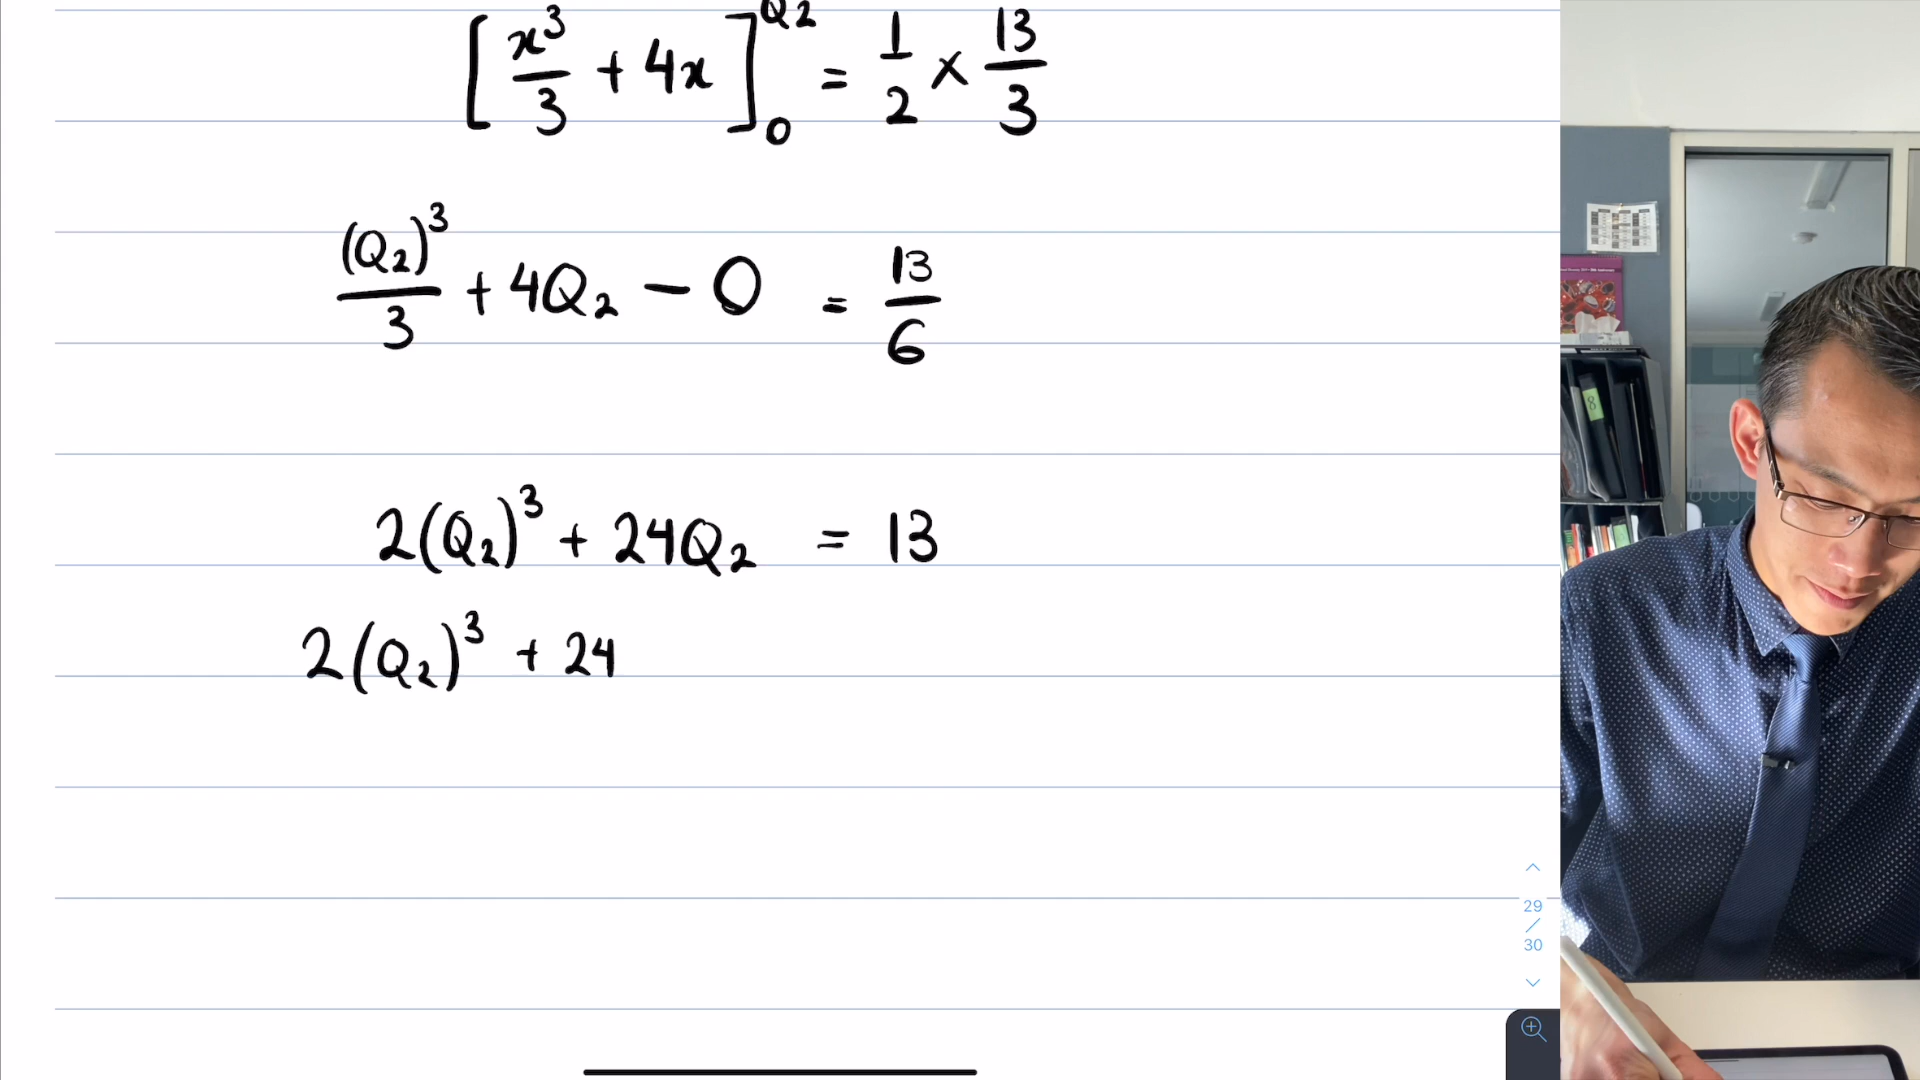 [x³/3 + 4x]₀^Q2 = 1/2 × 13/3
(Q₂)³/3 + 4Q₂ − 0 = 13/6
2(Q₂)³ + 24Q₂ = 13
2(Q₂)³ + 24
8
29
/
30